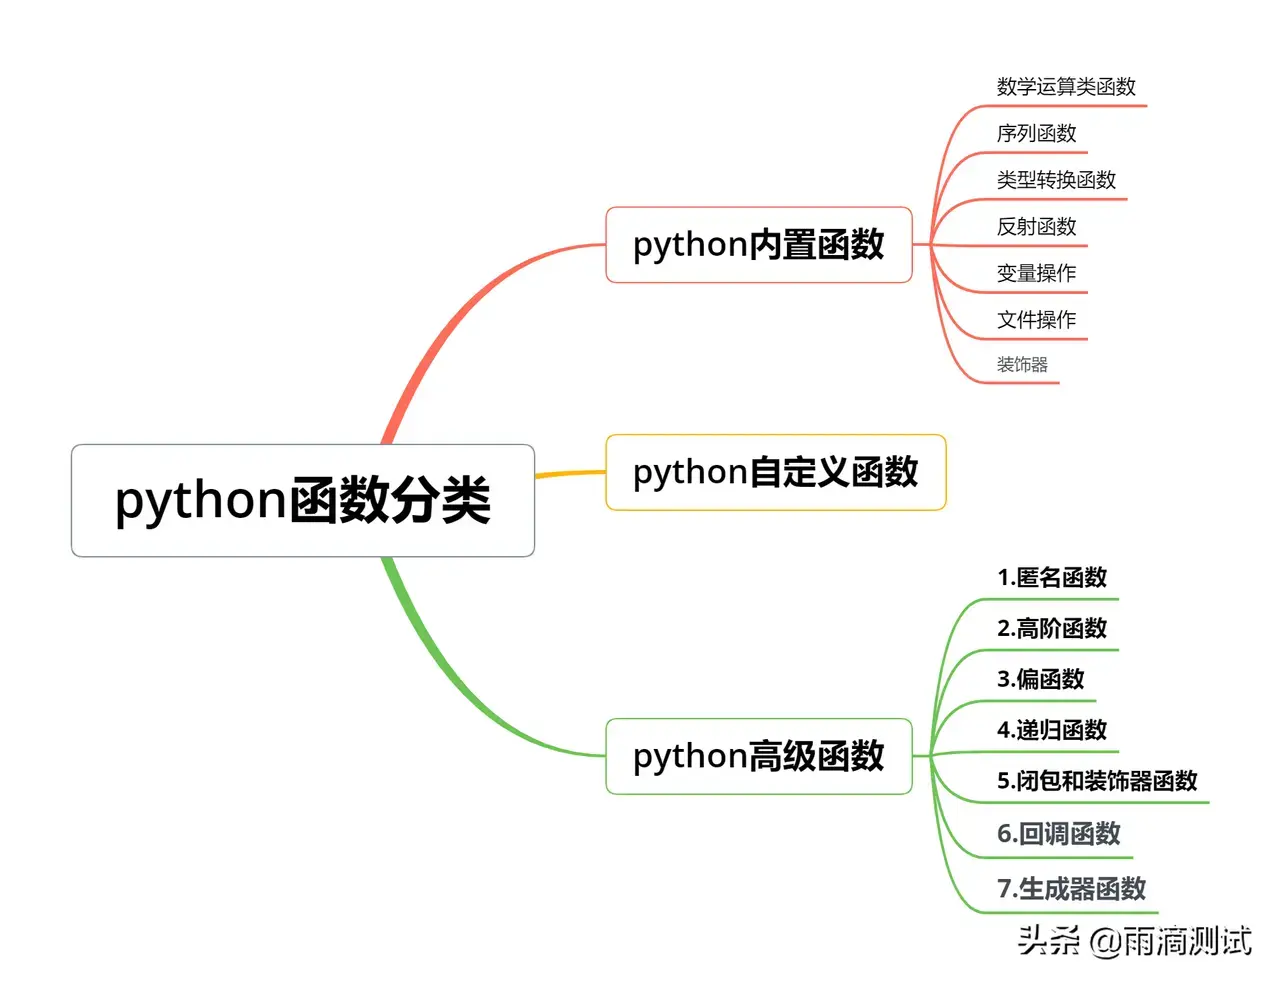 python函数分类
python内置函数
数学运算类函数
序列函数
类型转换函数
反射函数
变量操作
文件操作
装饰器
python自定义函数
python高级函数
1.匿名函数
2.高阶函数
3.偏函数
4.递归函数
5.闭包和装饰器函数
6.回调函数
7.生成器函数
头条 @雨滴测试